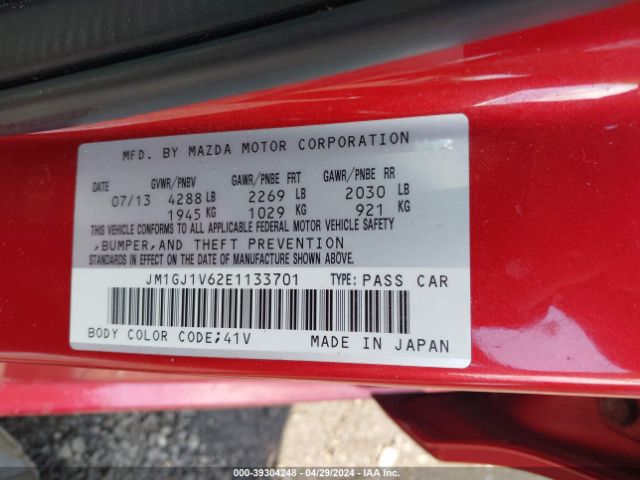 MFD. BY MAZDA MOTOR CORPORATION
DATE GVWR/PNBV GAWR/PNBE FRT GAWR/PNBE RR
07/13 4288 LB 2269 LB 2030 LB
1945 KG 1029 KG 921 KG
THIS VEHICLE CONFORMS TO ALL APPLICABLE FEDERAL MOTOR VEHICLE SAFETY
,BUMPER,AND THEFT PREVENTION
STANDARDS IN EFFECT ON THE DATE OF MANUFACTURE SHOWN ABOVE.
JM1GJ1V62E1133701 TYPE: PASS CAR
BODY COLOR CODE;41V MADE IN JAPAN
000-39304248 - 04/29/2024 - IAA Inc.